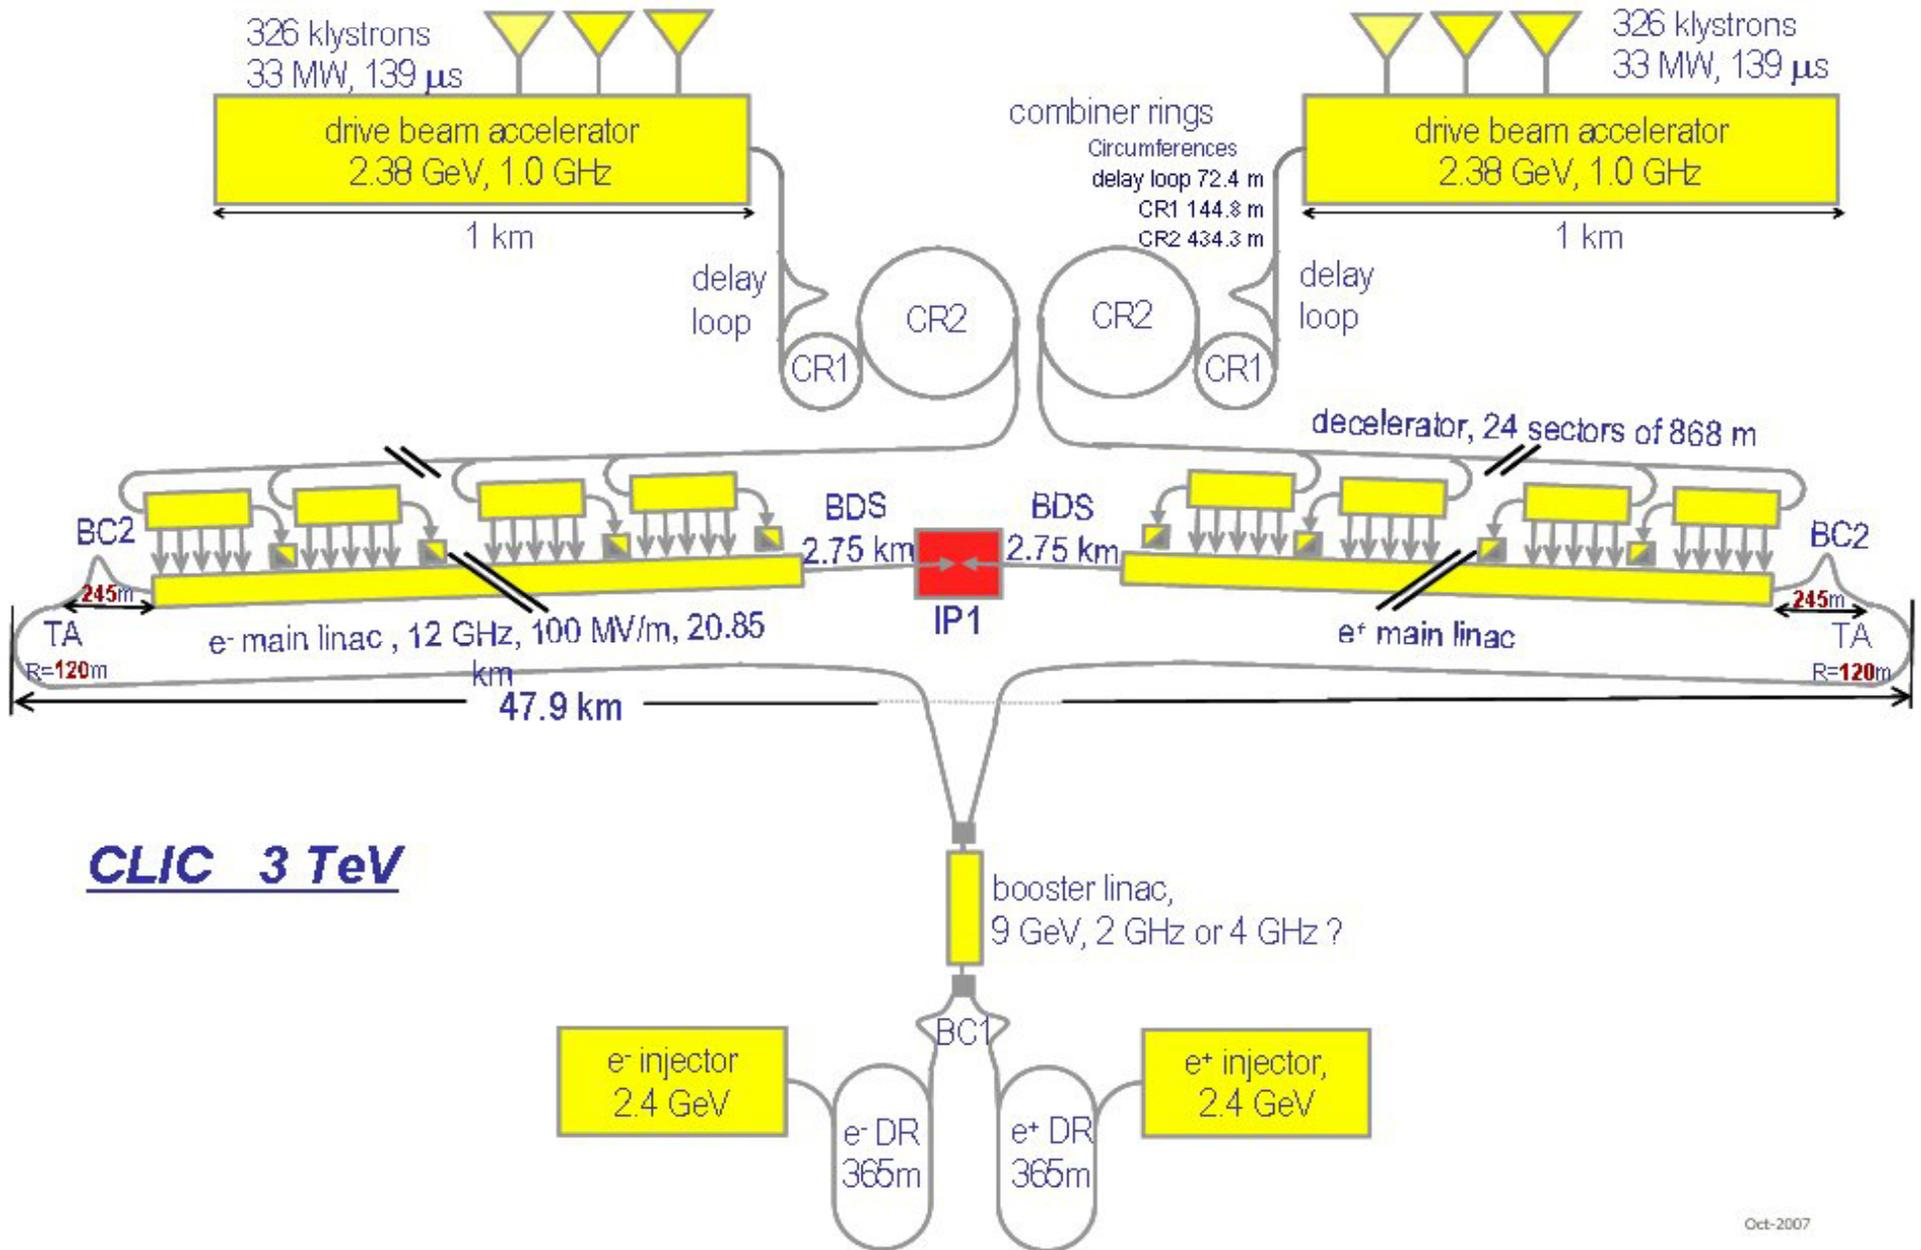 326 klystrons
33 MW, 139 μs
drive beam accelerator
2.38 GeV, 1.0 GHz
1 km
combiner rings
Circumferences
delay loop 72.4 m
CR1 144.8 m
CR2 434.3 m
326 klystrons
33 MW, 139 μs
drive beam accelerator
2.38 GeV, 1.0 GHz
1 km
delay
loop
CR1
CR2
CR2
CR1
delay
loop
decelerator, 24 sectors of 868 m
BC2
245m
TA
R=120m
BDS
2.75 km
BDS
2.75 km
IP1
BC2
245m
TA
R=120m
e- main linac , 12 GHz, 100 MV/m, 20.85
km
e+ main linac
47.9 km
CLIC 3 TeV
booster linac,
9 GeV, 2 GHz or 4 GHz ?
BC1
e- injector
2.4 GeV
e- DR
365m
e+ DR
365m
e+ injector,
2.4 GeV
Oct-2007